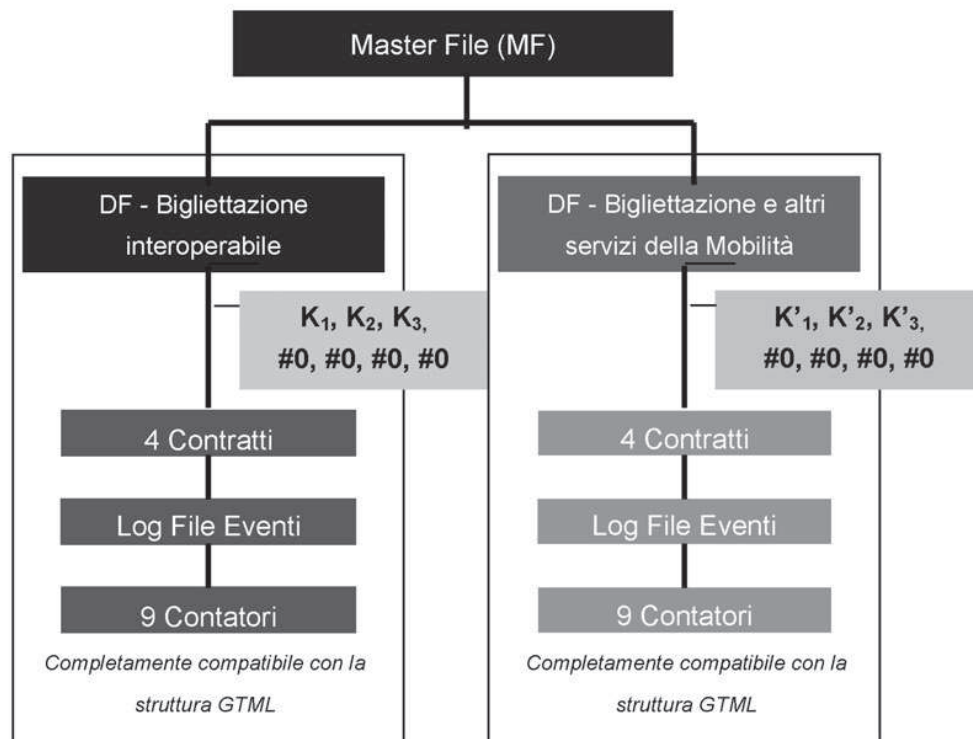 Master File (MF)
DF - Bigliettazione
interoperabile
K₁, K₂, K₃,
#0, #0, #0, #0
4 Contratti
Log File Eventi
9 Contatori
Completamente compatibile con la
struttura GTML
DF - Bigliettazione e altri
servizi della Mobilità
K’₁, K’₂, K’₃,
#0, #0, #0, #0
4 Contratti
Log File Eventi
9 Contatori
Completamente compatibile con la
struttura GTML